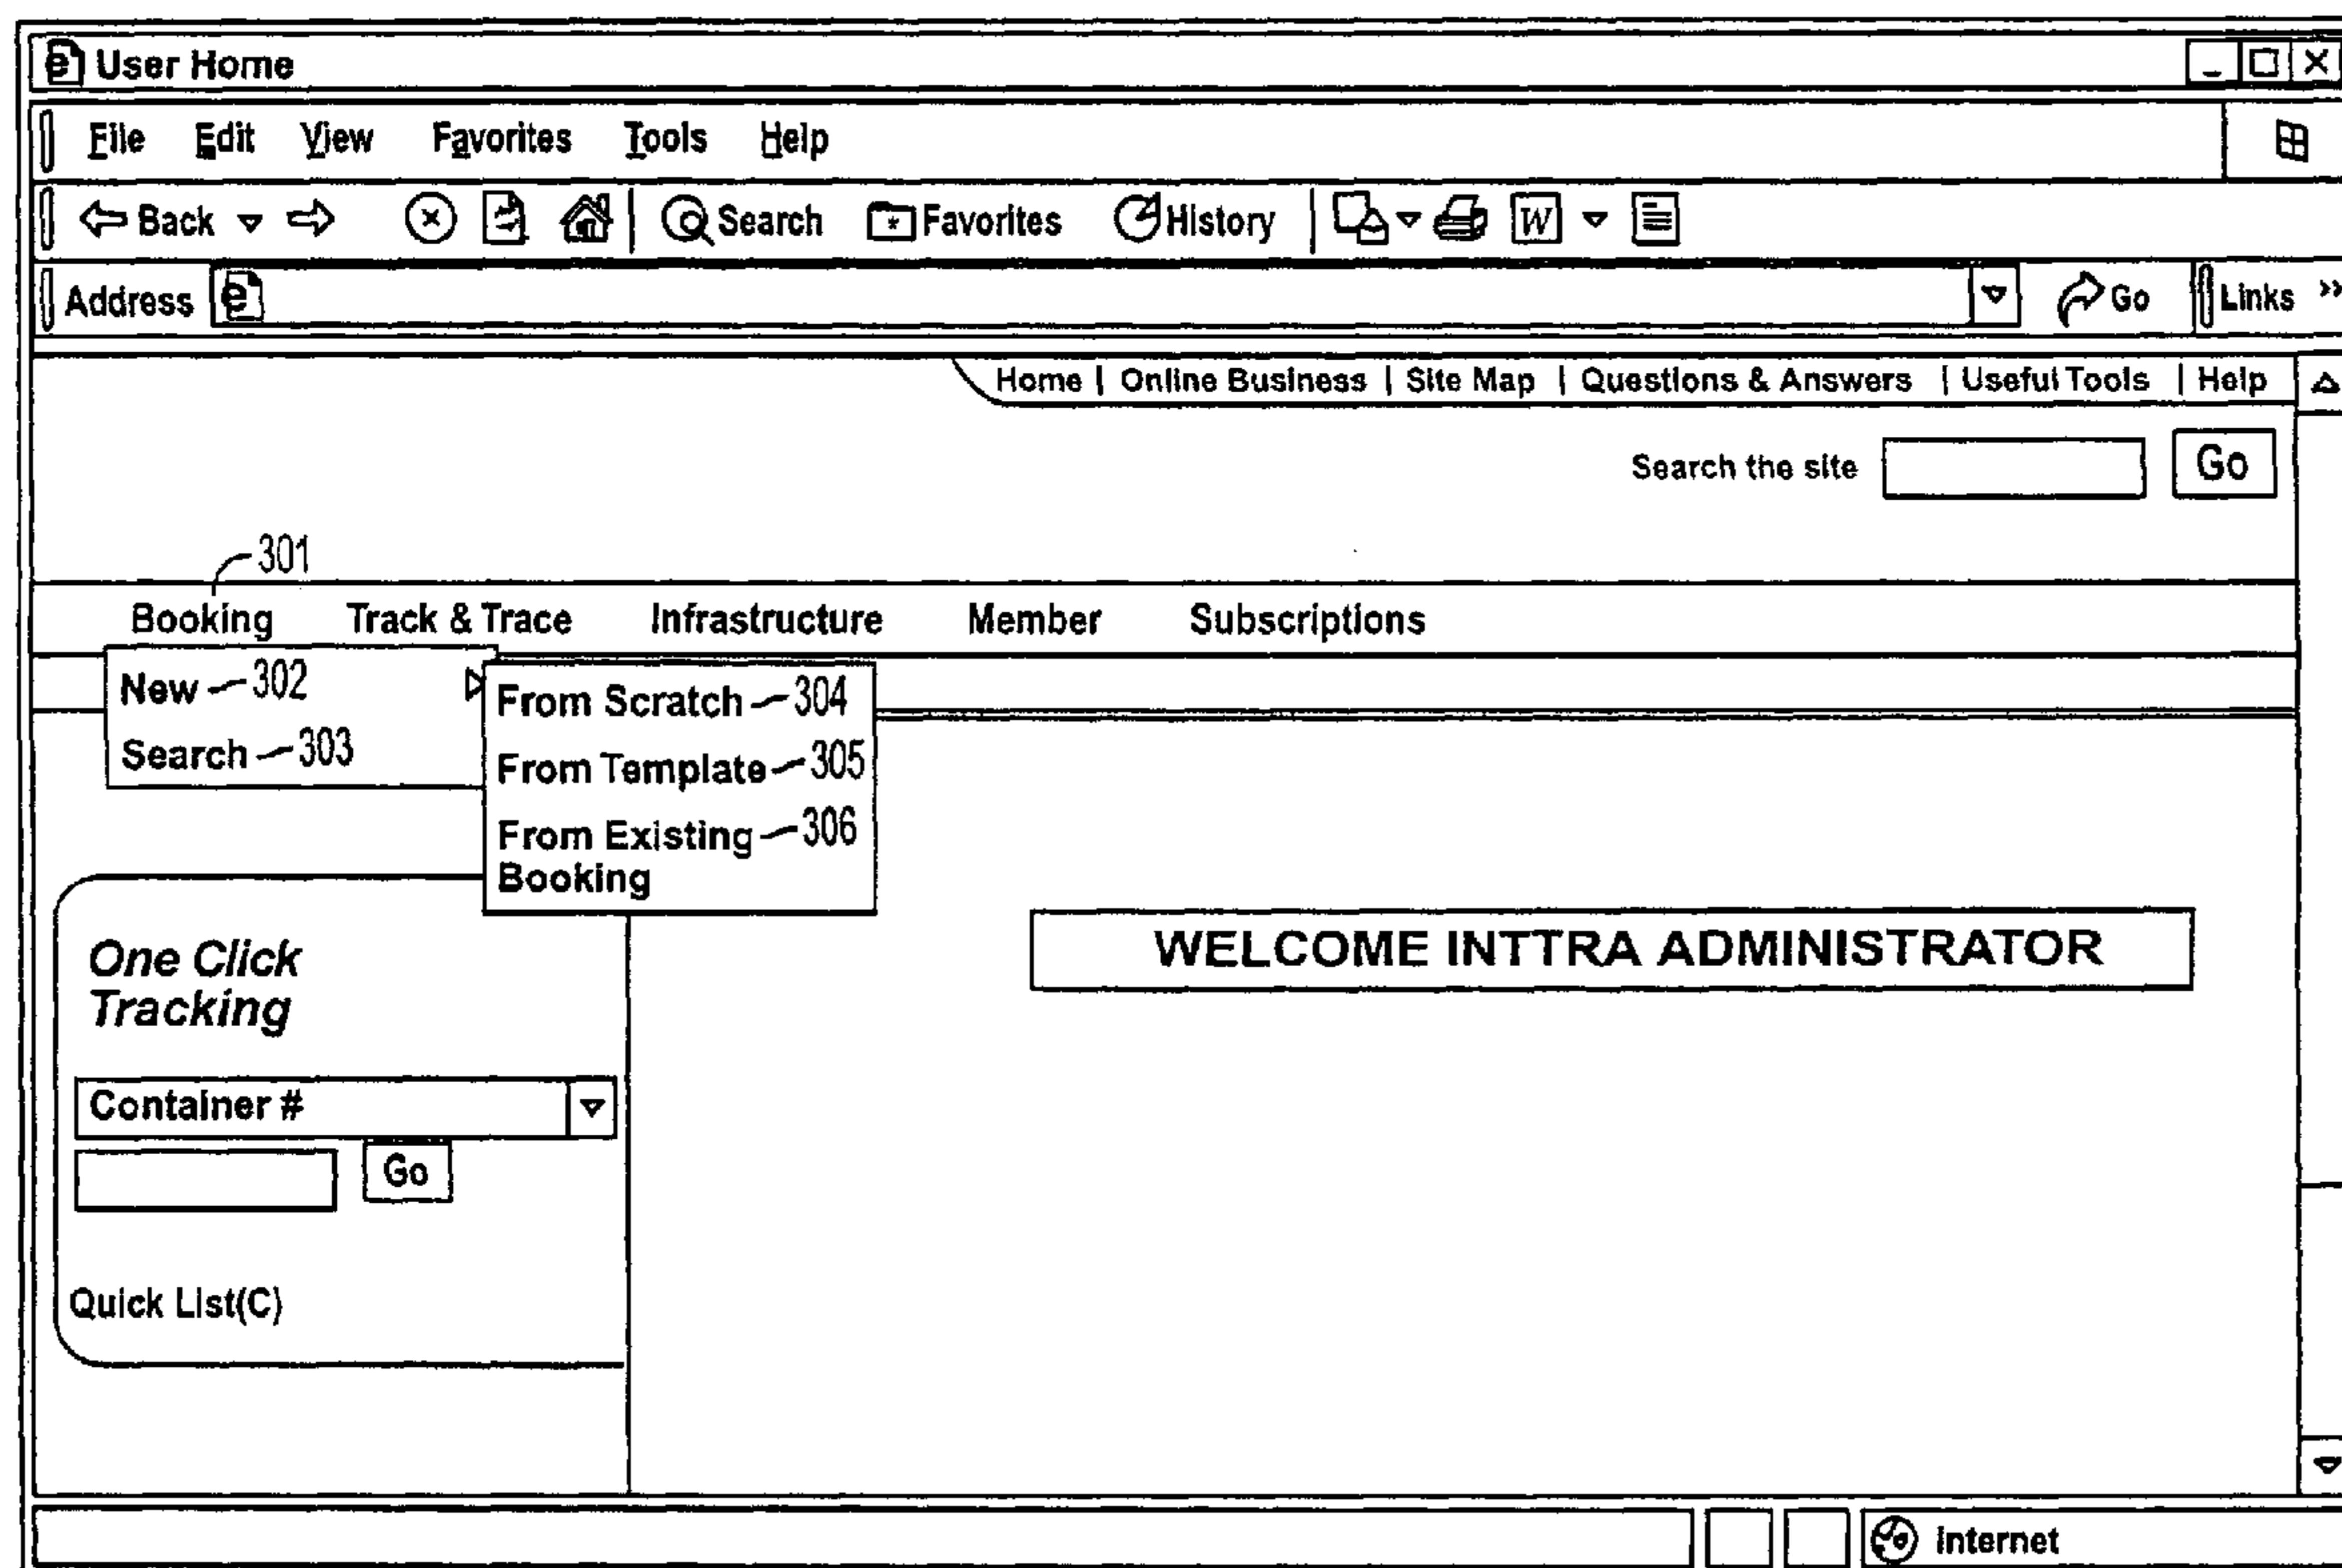 User Home
File Edit View Favorites Tools Help
Back Search Favorites History W
Address Go Links »
Home | Online Business | Site Map | Questions & Answers | Useful Tools | Help
Search the site Go
301
Booking Track & Trace Infrastructure Member Subscriptions
New 302
Search 303
From Scratch 304
From Template 305
From Existing 306
Booking
One Click
Tracking
WELCOME INTTRA ADMINISTRATOR
Container #
Go
Quick List(C)
Internet